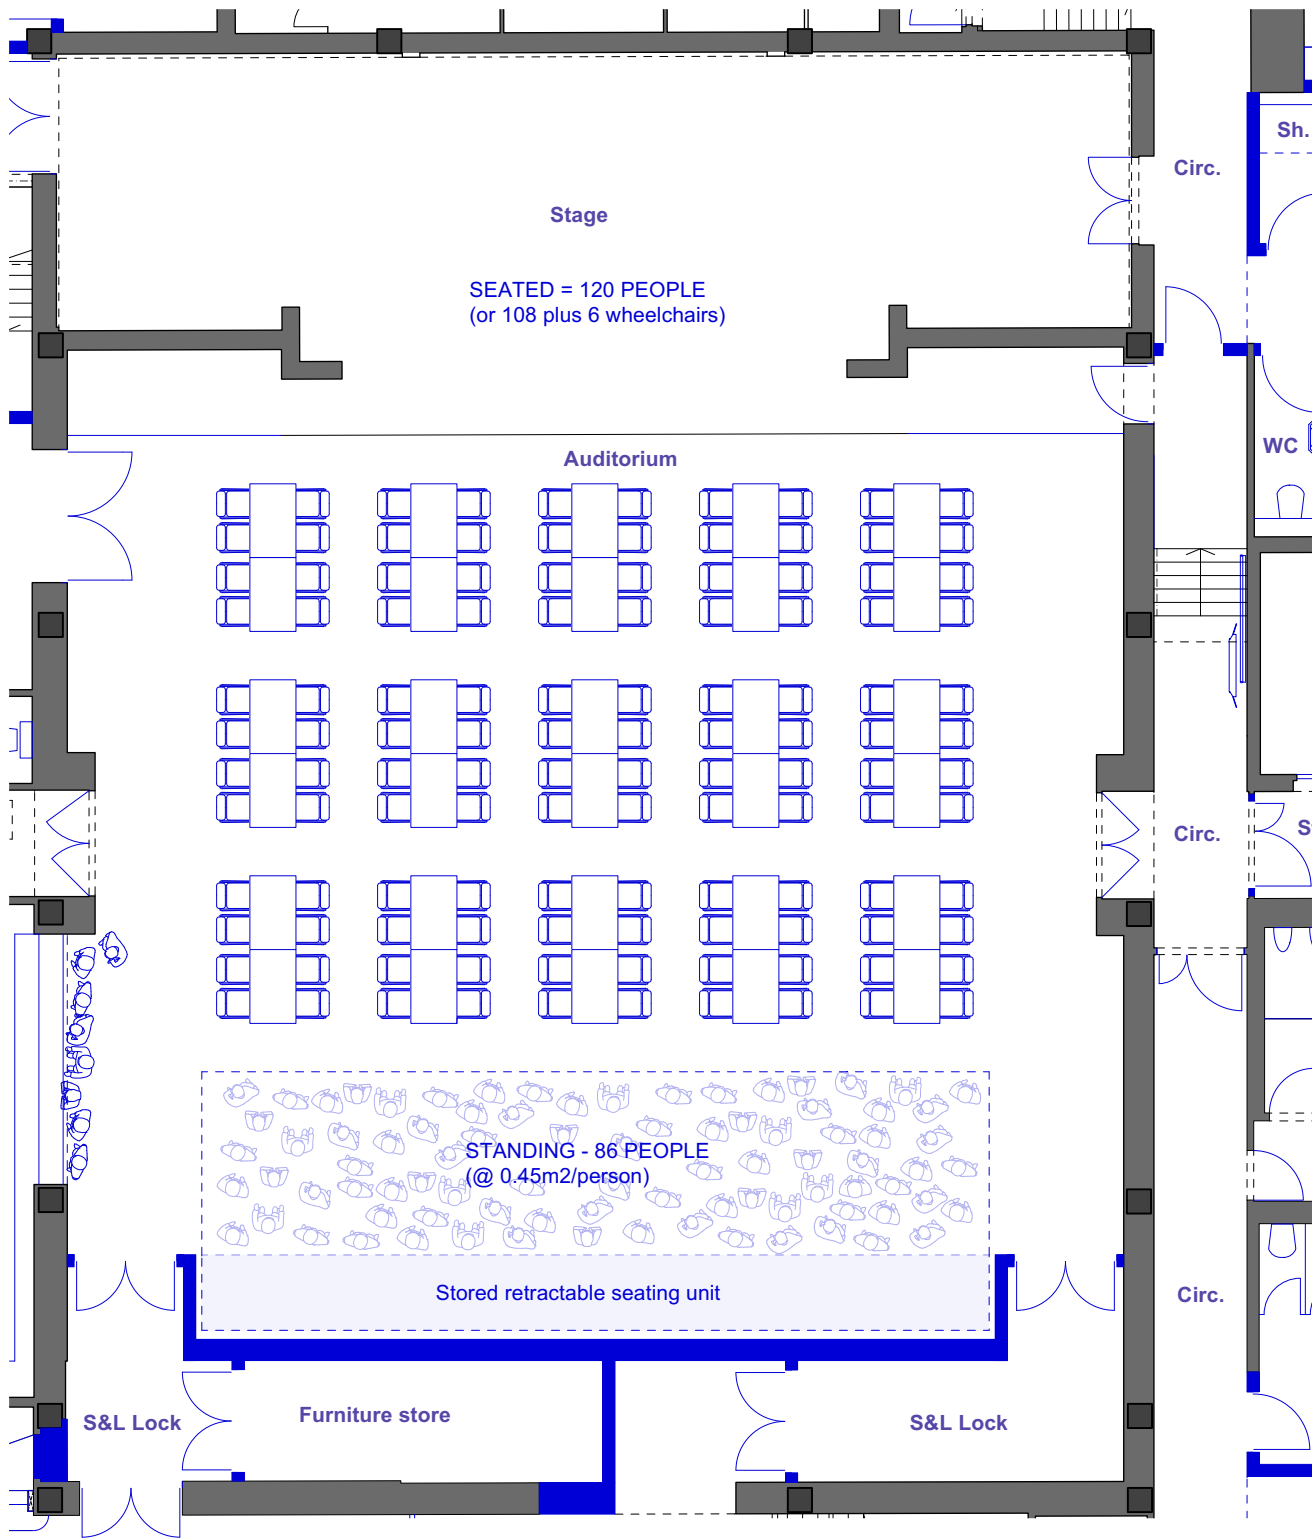 Sh.
Circ.
Stage
SEATED = 120 PEOPLE
(or 108 plus 6 wheelchairs)
WC
Auditorium
Circ.
STANDING - 86 PEOPLE
(@ 0.45m2/person)
Stored retractable seating unit
Circ.
Furniture store
S&L Lock
S&L Lock